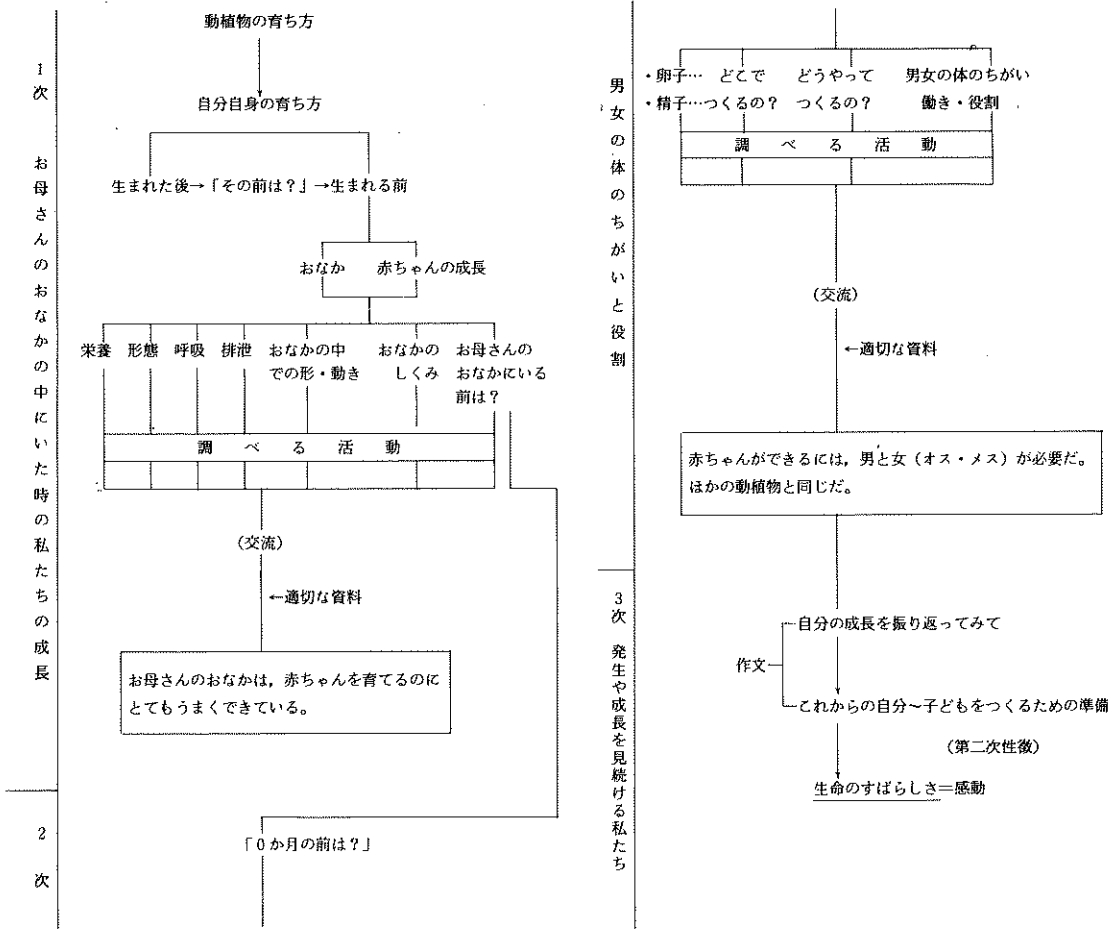 動植物の育ち方
1次 お母さんのおなかの中にいた時の私たちの成長
自分自身の育ち方
生まれた後→「その前は?」→生まれる前
おなか 赤ちゃんの成長
栄養 形態 呼吸 排泄 おなかの中での形・動き おなかのしくみ お母さんのおなかにいる前は?
調べる活動
(交流)
←適切な資料
お母さんのおなかは,赤ちゃんを育てるのに
とてもうまくできている。
2次
「0か月の前は?」
男女の体のちがいと役割
・卵子… どこで どうやって 男女の体のちがい
・精子…つくるの? つくるの? 働き・役割
調べる活動
(交流)
←適切な資料
赤ちゃんができるには,男と女(オス・メス)が必要だ。
ほかの動植物と同じだ。
3次 発生や成長を見続ける私たち
自分の成長を振り返ってみて
作文
これからの自分～子どもをつくるための準備
(第二次性徴)
生命のすばらしさ=感動